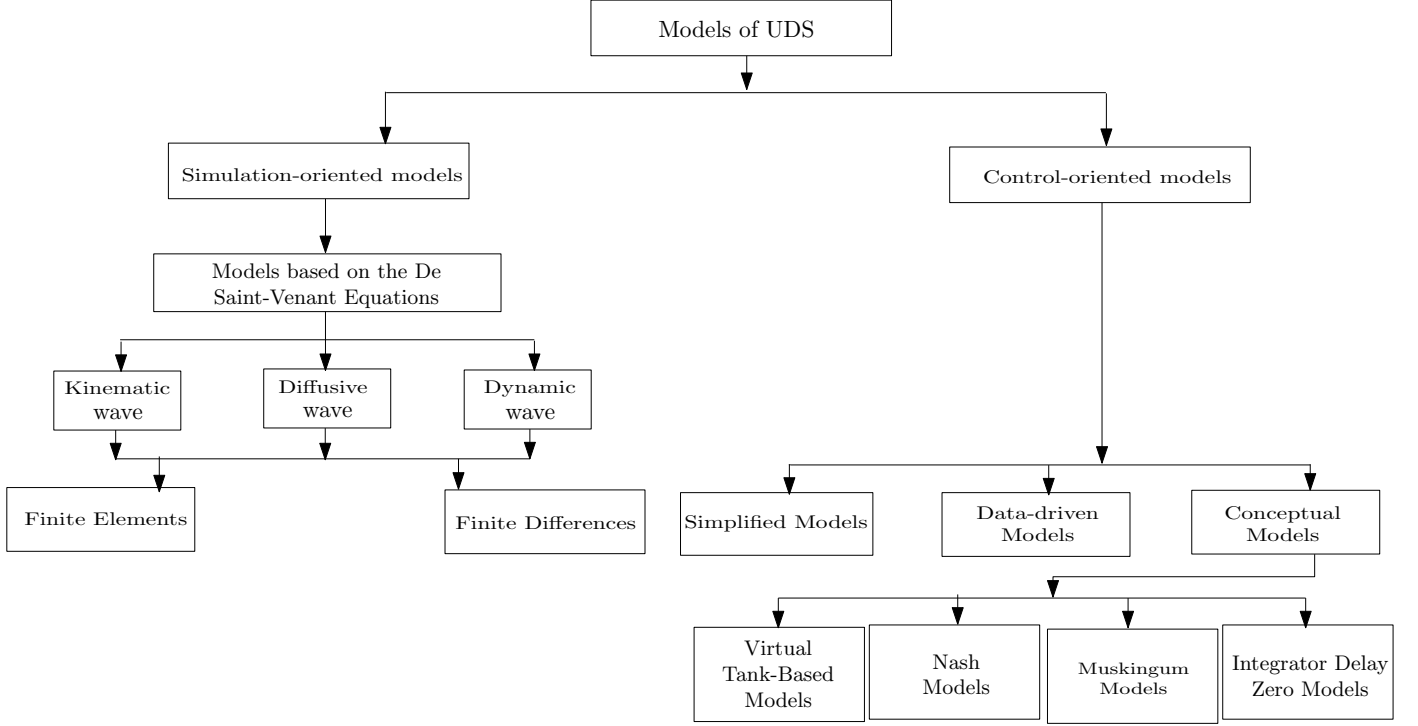 Models of UDS
Simulation-oriented models
Control-oriented models
Models based on the De
Saint-Venant Equations
Kinematic
wave
Diffusive
wave
Dynamic
wave
Finite Elements
Finite Differences
Simplified Models
Data-driven
Models
Conceptual
Models
Virtual
Tank-Based
Models
Nash
Models
Muskingum
Models
Integrator Delay
Zero Models